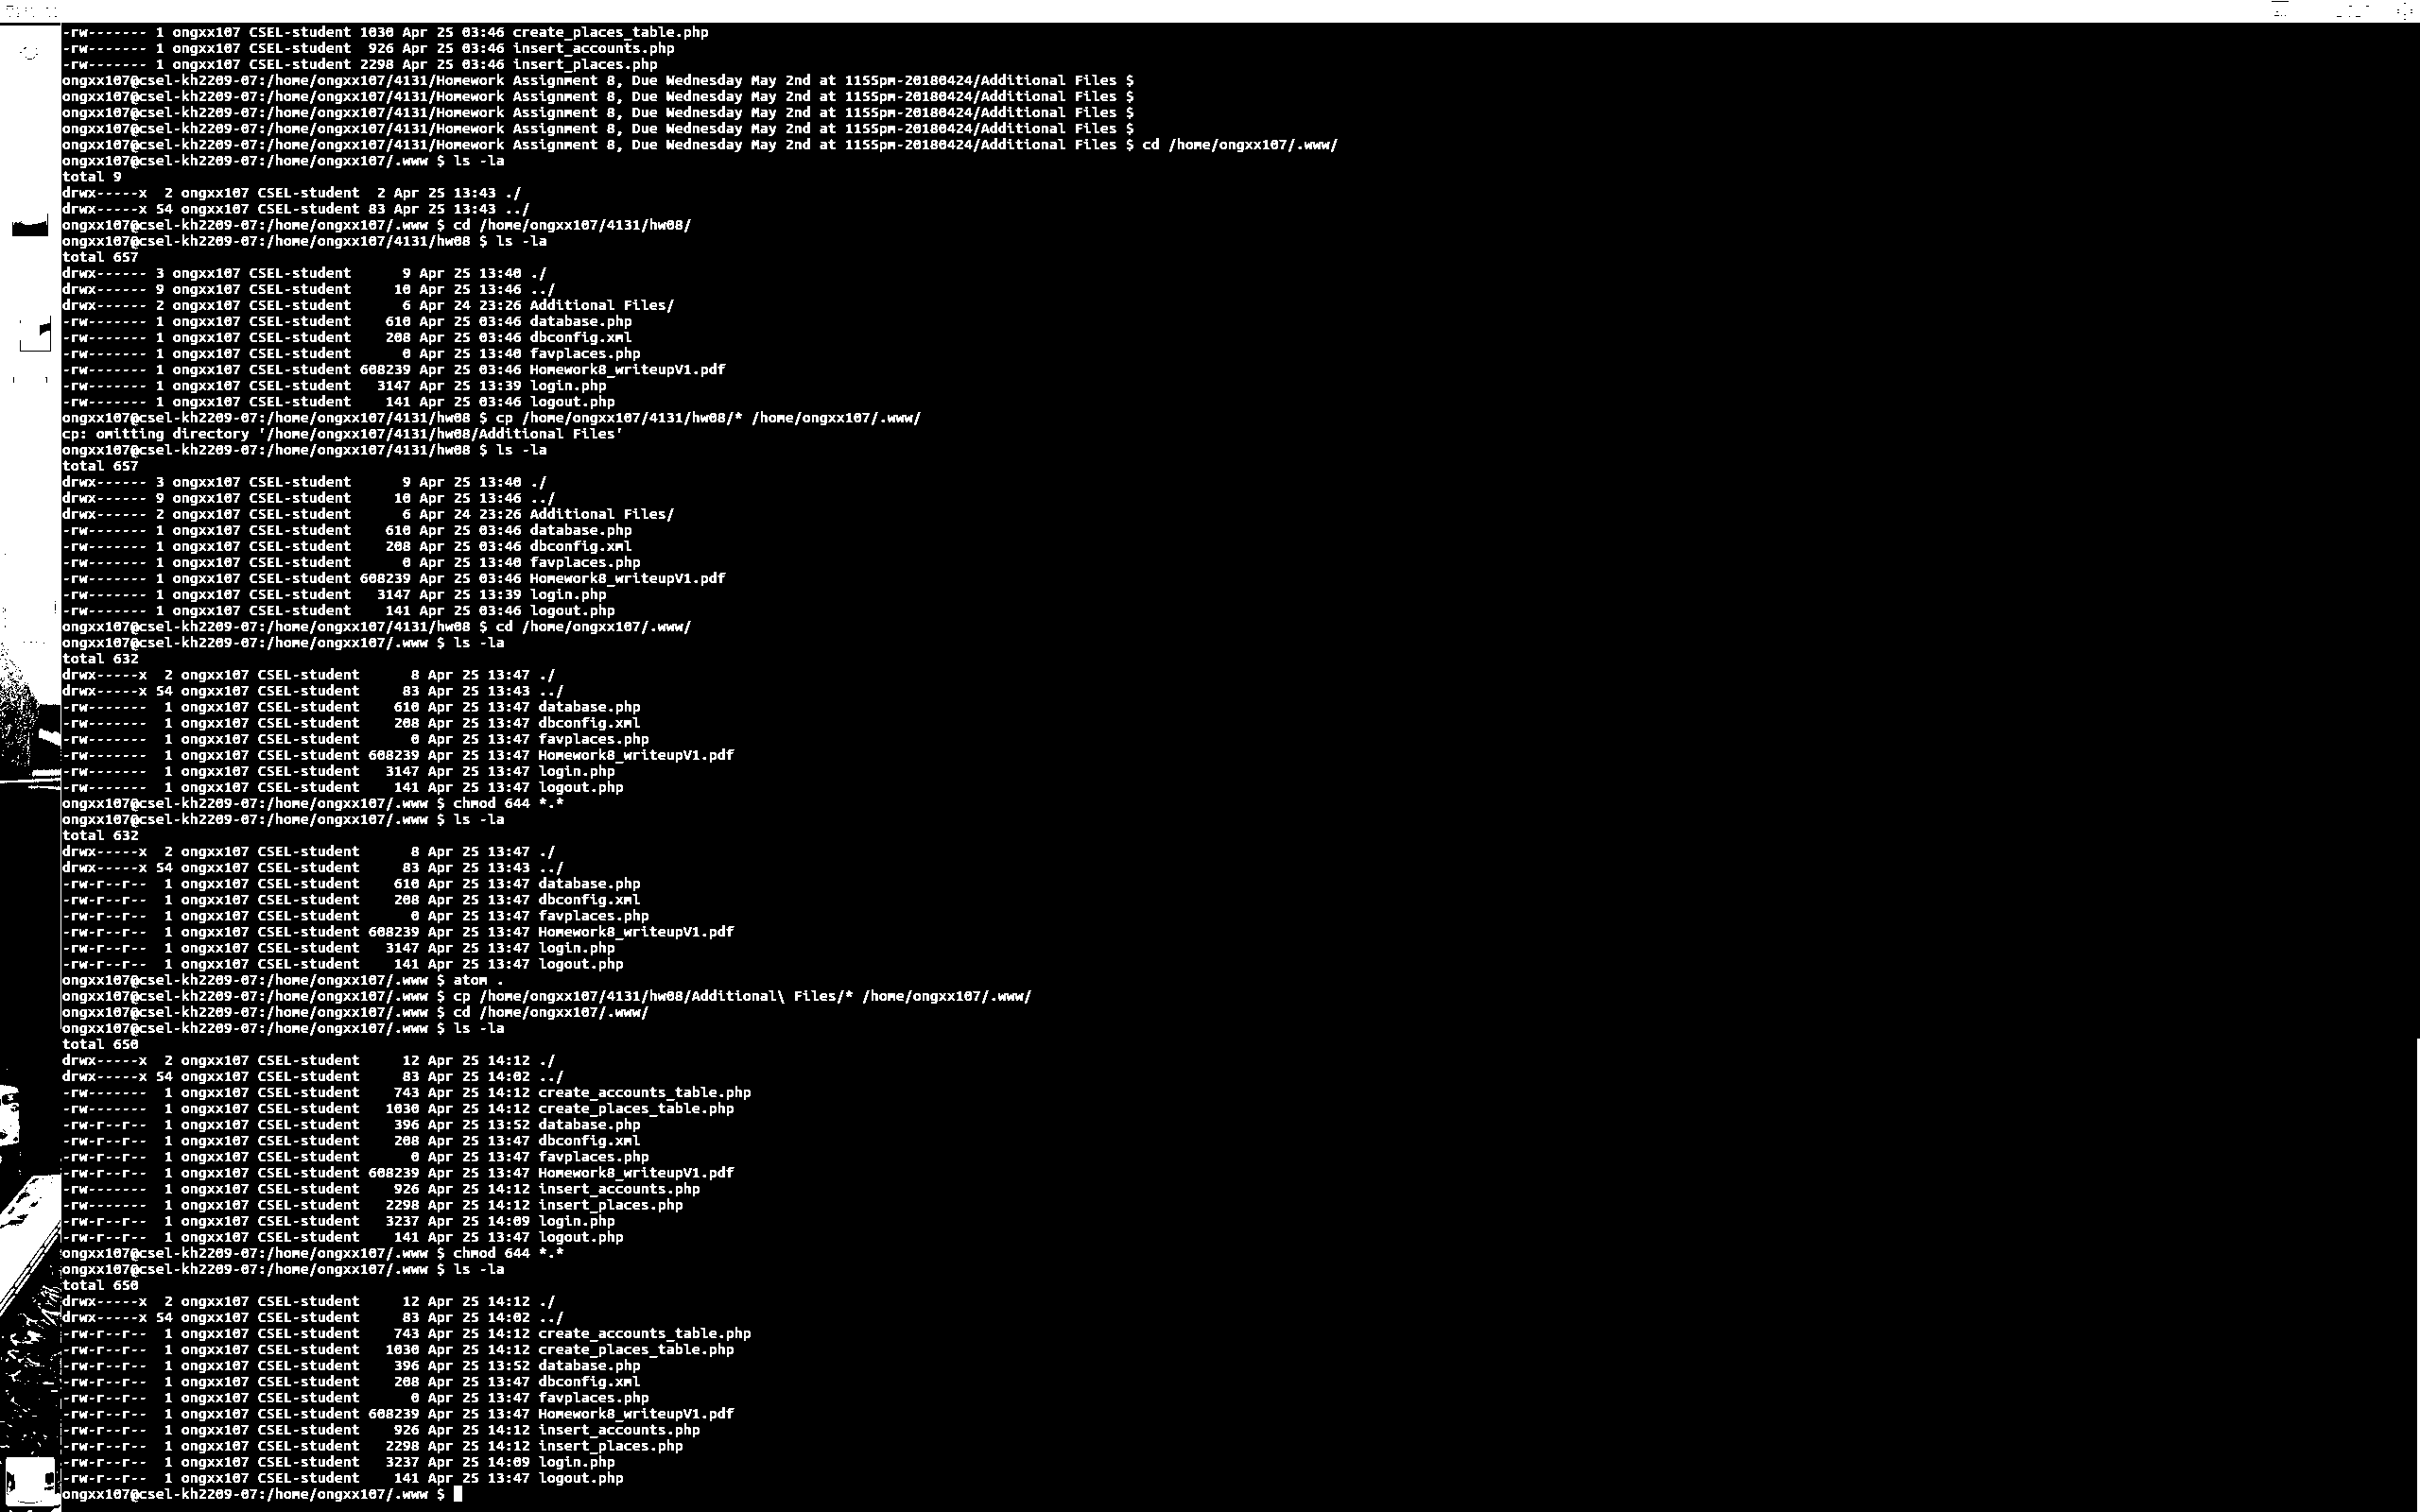 -rw------- 1 ongxx107 CSEL-student 1030 Apr 25 03:46 create_places_table.php
-rw------- 1 ongxx107 CSEL-student  926 Apr 25 03:46 insert_accounts.php
-rw------- 1 ongxx107 CSEL-student 2298 Apr 25 03:46 insert_places.php
ongxx107@csel-kh2209-07:/home/ongxx107/4131/Homework Assignment 8, Due Wednesday May 2nd at 1155pm-20180424/Additional Files $
ongxx107@csel-kh2209-07:/home/ongxx107/4131/Homework Assignment 8, Due Wednesday May 2nd at 1155pm-20180424/Additional Files $
ongxx107@csel-kh2209-07:/home/ongxx107/4131/Homework Assignment 8, Due Wednesday May 2nd at 1155pm-20180424/Additional Files $
ongxx107@csel-kh2209-07:/home/ongxx107/4131/Homework Assignment 8, Due Wednesday May 2nd at 1155pm-20180424/Additional Files $
ongxx107@csel-kh2209-07:/home/ongxx107/4131/Homework Assignment 8, Due Wednesday May 2nd at 1155pm-20180424/Additional Files $ cd /home/ongxx107/.www/
ongxx107@csel-kh2209-07:/home/ongxx107/.www $ ls -la
total 9
drwx-----x  2 ongxx107 CSEL-student  2 Apr 25 13:43 ./
drwx-----x 54 ongxx107 CSEL-student 83 Apr 25 13:43 ../
ongxx107@csel-kh2209-07:/home/ongxx107/.www $ cd /home/ongxx107/4131/hw08/
ongxx107@csel-kh2209-07:/home/ongxx107/4131/hw08 $ ls -la
total 657
drwx------ 3 ongxx107 CSEL-student      9 Apr 25 13:40 ./
drwx------ 9 ongxx107 CSEL-student     10 Apr 25 13:46 ../
drwx------ 2 ongxx107 CSEL-student      6 Apr 24 23:26 Additional Files/
-rw------- 1 ongxx107 CSEL-student    610 Apr 25 03:46 database.php
-rw------- 1 ongxx107 CSEL-student    208 Apr 25 03:46 dbconfig.xml
-rw------- 1 ongxx107 CSEL-student      0 Apr 25 13:40 favplaces.php
-rw------- 1 ongxx107 CSEL-student 608239 Apr 25 03:46 Homework8_writeupV1.pdf
-rw------- 1 ongxx107 CSEL-student   3147 Apr 25 13:39 login.php
-rw------- 1 ongxx107 CSEL-student    141 Apr 25 03:46 logout.php
ongxx107@csel-kh2209-07:/home/ongxx107/4131/hw08 $ cp /home/ongxx107/4131/hw08/* /home/ongxx107/.www/
cp: omitting directory '/home/ongxx107/4131/hw08/Additional Files'
ongxx107@csel-kh2209-07:/home/ongxx107/4131/hw08 $ ls -la
total 657
drwx------ 3 ongxx107 CSEL-student      9 Apr 25 13:40 ./
drwx------ 9 ongxx107 CSEL-student     10 Apr 25 13:46 ../
drwx------ 2 ongxx107 CSEL-student      6 Apr 24 23:26 Additional Files/
-rw------- 1 ongxx107 CSEL-student    610 Apr 25 03:46 database.php
-rw------- 1 ongxx107 CSEL-student    208 Apr 25 03:46 dbconfig.xml
-rw------- 1 ongxx107 CSEL-student      0 Apr 25 13:40 favplaces.php
-rw------- 1 ongxx107 CSEL-student 608239 Apr 25 03:46 Homework8_writeupV1.pdf
-rw------- 1 ongxx107 CSEL-student   3147 Apr 25 13:39 login.php
-rw------- 1 ongxx107 CSEL-student    141 Apr 25 03:46 logout.php
ongxx107@csel-kh2209-07:/home/ongxx107/4131/hw08 $ cd /home/ongxx107/.www/
ongxx107@csel-kh2209-07:/home/ongxx107/.www $ ls -la
total 632
drwx-----x  2 ongxx107 CSEL-student      8 Apr 25 13:47 ./
drwx-----x 54 ongxx107 CSEL-student     83 Apr 25 13:43 ../
-rw-------  1 ongxx107 CSEL-student    610 Apr 25 13:47 database.php
-rw-------  1 ongxx107 CSEL-student    208 Apr 25 13:47 dbconfig.xml
-rw-------  1 ongxx107 CSEL-student      0 Apr 25 13:47 favplaces.php
-rw-------  1 ongxx107 CSEL-student 608239 Apr 25 13:47 Homework8_writeupV1.pdf
-rw-------  1 ongxx107 CSEL-student   3147 Apr 25 13:47 login.php
-rw-------  1 ongxx107 CSEL-student    141 Apr 25 13:47 logout.php
ongxx107@csel-kh2209-07:/home/ongxx107/.www $ chmod 644 *.*
ongxx107@csel-kh2209-07:/home/ongxx107/.www $ ls -la
total 632
drwx-----x  2 ongxx107 CSEL-student      8 Apr 25 13:47 ./
drwx-----x 54 ongxx107 CSEL-student     83 Apr 25 13:43 ../
-rw-r--r--  1 ongxx107 CSEL-student    610 Apr 25 13:47 database.php
-rw-r--r--  1 ongxx107 CSEL-student    208 Apr 25 13:47 dbconfig.xml
-rw-r--r--  1 ongxx107 CSEL-student      0 Apr 25 13:47 favplaces.php
-rw-r--r--  1 ongxx107 CSEL-student 608239 Apr 25 13:47 Homework8_writeupV1.pdf
-rw-r--r--  1 ongxx107 CSEL-student   3147 Apr 25 13:47 login.php
-rw-r--r--  1 ongxx107 CSEL-student    141 Apr 25 13:47 logout.php
ongxx107@csel-kh2209-07:/home/ongxx107/.www $ atom .
ongxx107@csel-kh2209-07:/home/ongxx107/.www $ cp /home/ongxx107/4131/hw08/Additional\ Files/* /home/ongxx107/.www/
ongxx107@csel-kh2209-07:/home/ongxx107/.www $ cd /home/ongxx107/.www/
ongxx107@csel-kh2209-07:/home/ongxx107/.www $ ls -la
total 650
drwx-----x  2 ongxx107 CSEL-student     12 Apr 25 14:12 ./
drwx-----x 54 ongxx107 CSEL-student     83 Apr 25 14:02 ../
-rw-------  1 ongxx107 CSEL-student    743 Apr 25 14:12 create_accounts_table.php
-rw-------  1 ongxx107 CSEL-student   1030 Apr 25 14:12 create_places_table.php
-rw-r--r--  1 ongxx107 CSEL-student    396 Apr 25 13:52 database.php
-rw-r--r--  1 ongxx107 CSEL-student    208 Apr 25 13:47 dbconfig.xml
-rw-r--r--  1 ongxx107 CSEL-student      0 Apr 25 13:47 favplaces.php
-rw-r--r--  1 ongxx107 CSEL-student 608239 Apr 25 13:47 Homework8_writeupV1.pdf
-rw-------  1 ongxx107 CSEL-student    926 Apr 25 14:12 insert_accounts.php
-rw-------  1 ongxx107 CSEL-student   2298 Apr 25 14:12 insert_places.php
-rw-r--r--  1 ongxx107 CSEL-student   3237 Apr 25 14:09 login.php
-rw-r--r--  1 ongxx107 CSEL-student    141 Apr 25 13:47 logout.php
ongxx107@csel-kh2209-07:/home/ongxx107/.www $ chmod 644 *.*
ongxx107@csel-kh2209-07:/home/ongxx107/.www $ ls -la
total 650
drwx-----x  2 ongxx107 CSEL-student     12 Apr 25 14:12 ./
drwx-----x 54 ongxx107 CSEL-student     83 Apr 25 14:02 ../
-rw-r--r--  1 ongxx107 CSEL-student    743 Apr 25 14:12 create_accounts_table.php
-rw-r--r--  1 ongxx107 CSEL-student   1030 Apr 25 14:12 create_places_table.php
-rw-r--r--  1 ongxx107 CSEL-student    396 Apr 25 13:52 database.php
-rw-r--r--  1 ongxx107 CSEL-student    208 Apr 25 13:47 dbconfig.xml
-rw-r--r--  1 ongxx107 CSEL-student      0 Apr 25 13:47 favplaces.php
-rw-r--r--  1 ongxx107 CSEL-student 608239 Apr 25 13:47 Homework8_writeupV1.pdf
-rw-r--r--  1 ongxx107 CSEL-student    926 Apr 25 14:12 insert_accounts.php
-rw-r--r--  1 ongxx107 CSEL-student   2298 Apr 25 14:12 insert_places.php
-rw-r--r--  1 ongxx107 CSEL-student   3237 Apr 25 14:09 login.php
-rw-r--r--  1 ongxx107 CSEL-student    141 Apr 25 13:47 logout.php
ongxx107@csel-kh2209-07:/home/ongxx107/.www $